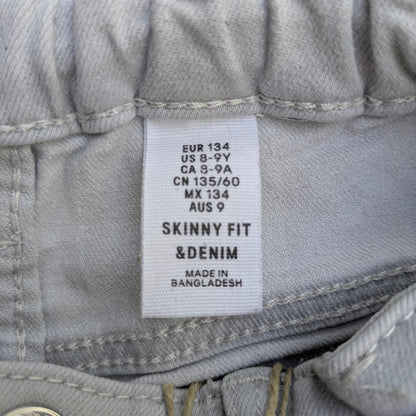 EUR 134
US 8-9Y
CA 8-9A
CN 135/60
MX 134
AUS 9
SKINNY FIT
&DENIM
MADE IN
BANGLADESH